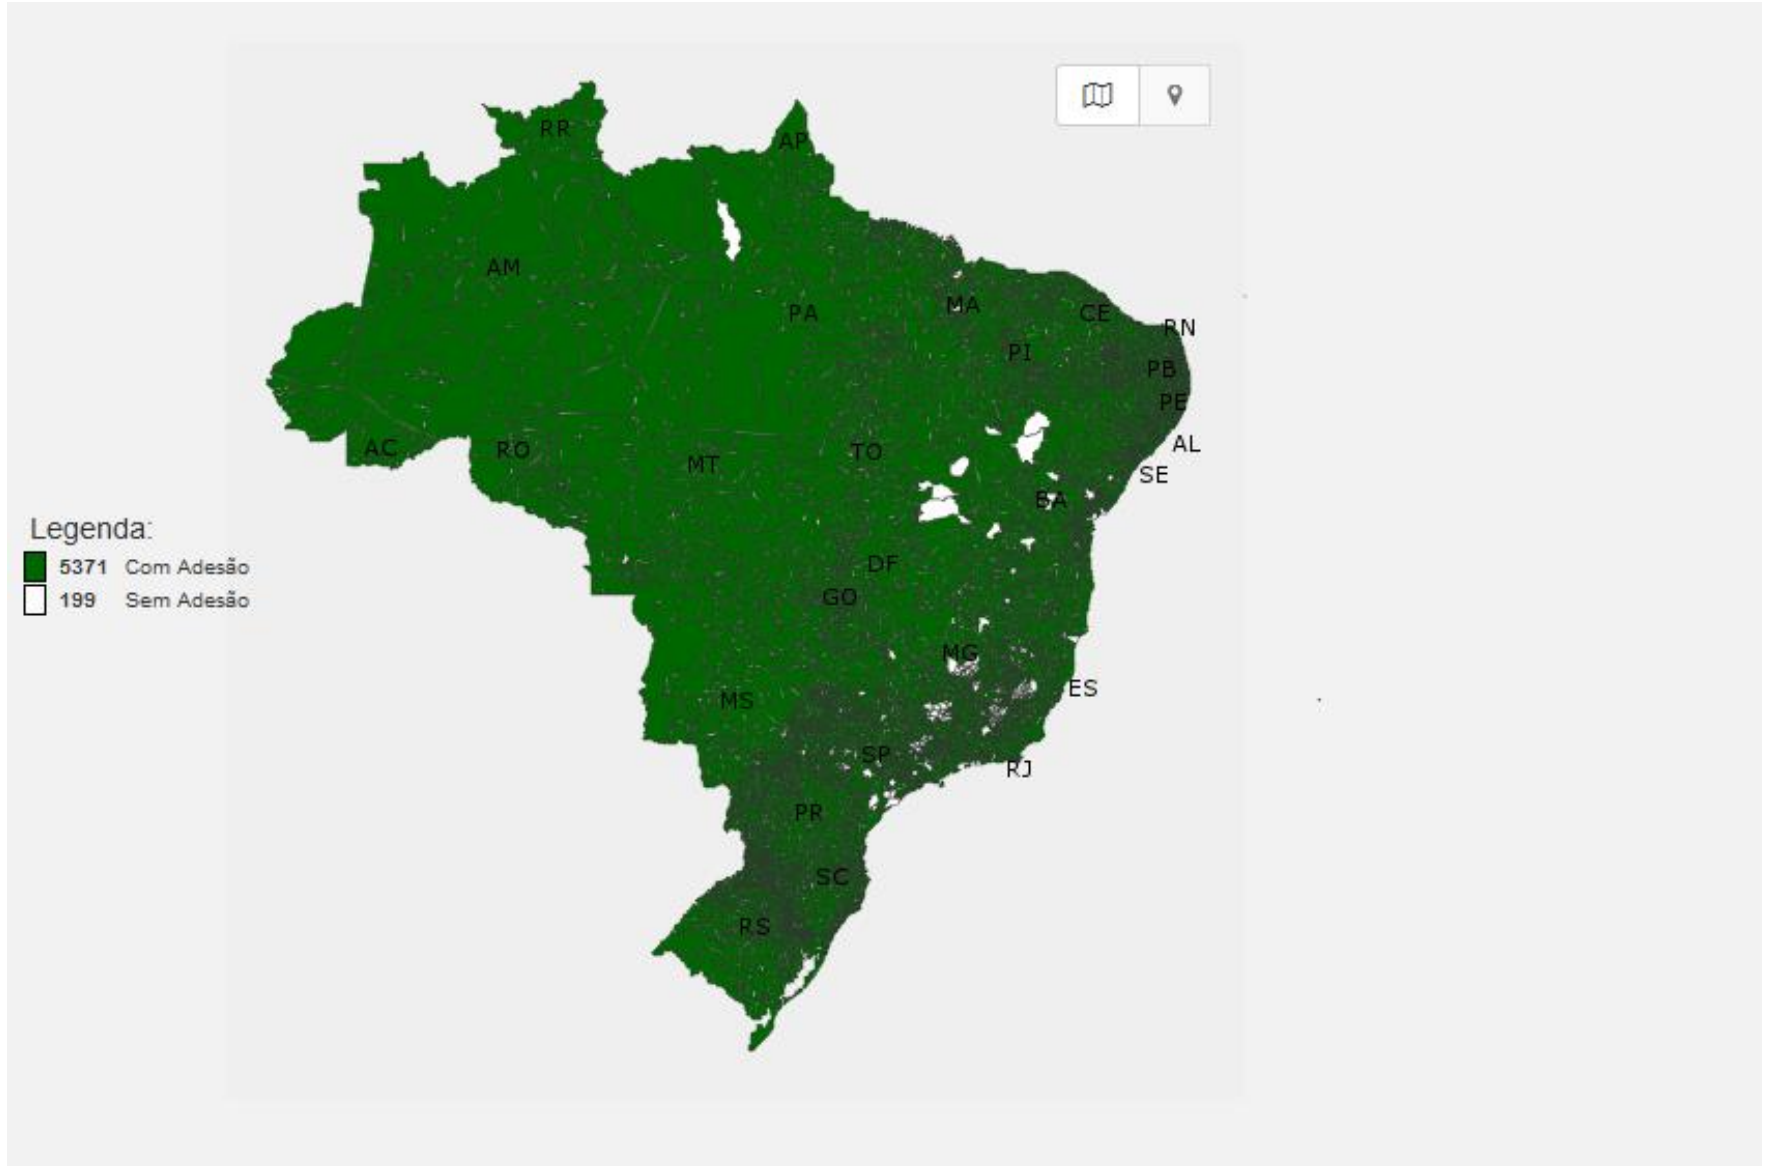 RR
AP
AM
PA
MA
CE
RN
PI
PB
PE
AC
RO
MT
TO
AL
SE
BA
Legenda:
5371 Com Adesão
199 Sem Adesão
DF
GO
MG
ES
MS
SP
RJ
PR
SC
RS